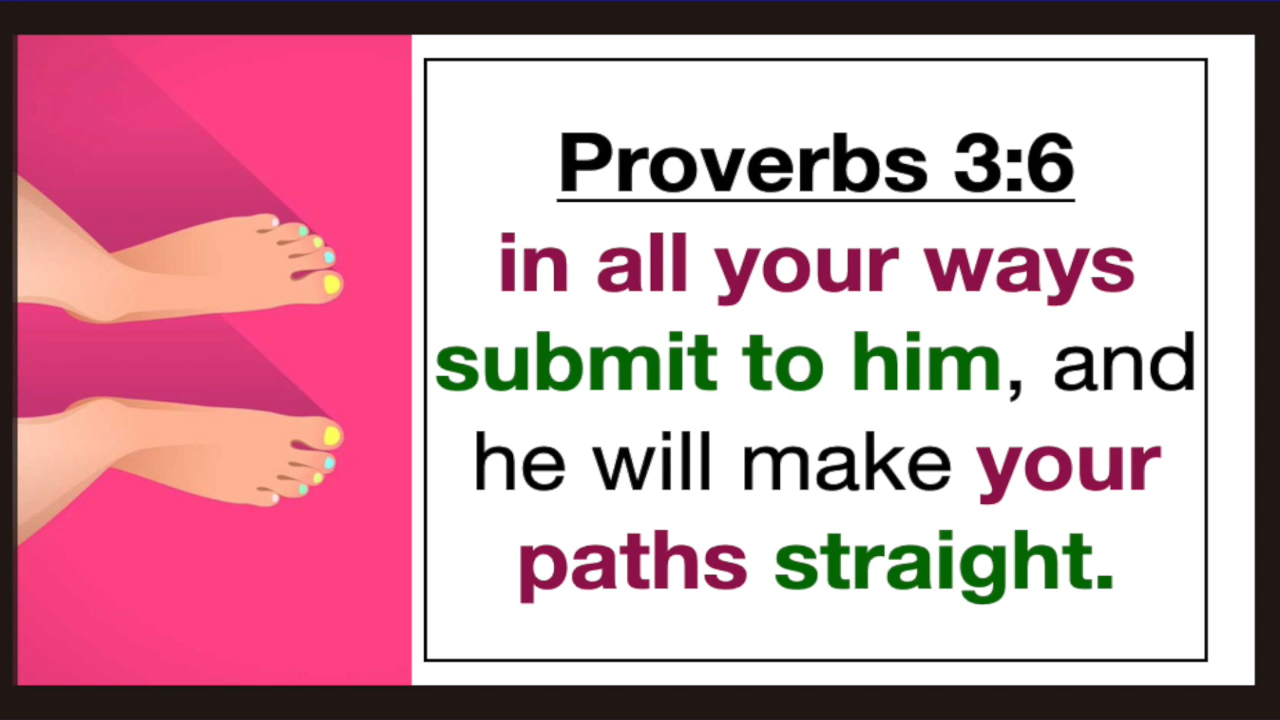 Proverbs 3:6
in all your ways
submit to him, and
he will make your
paths straight.